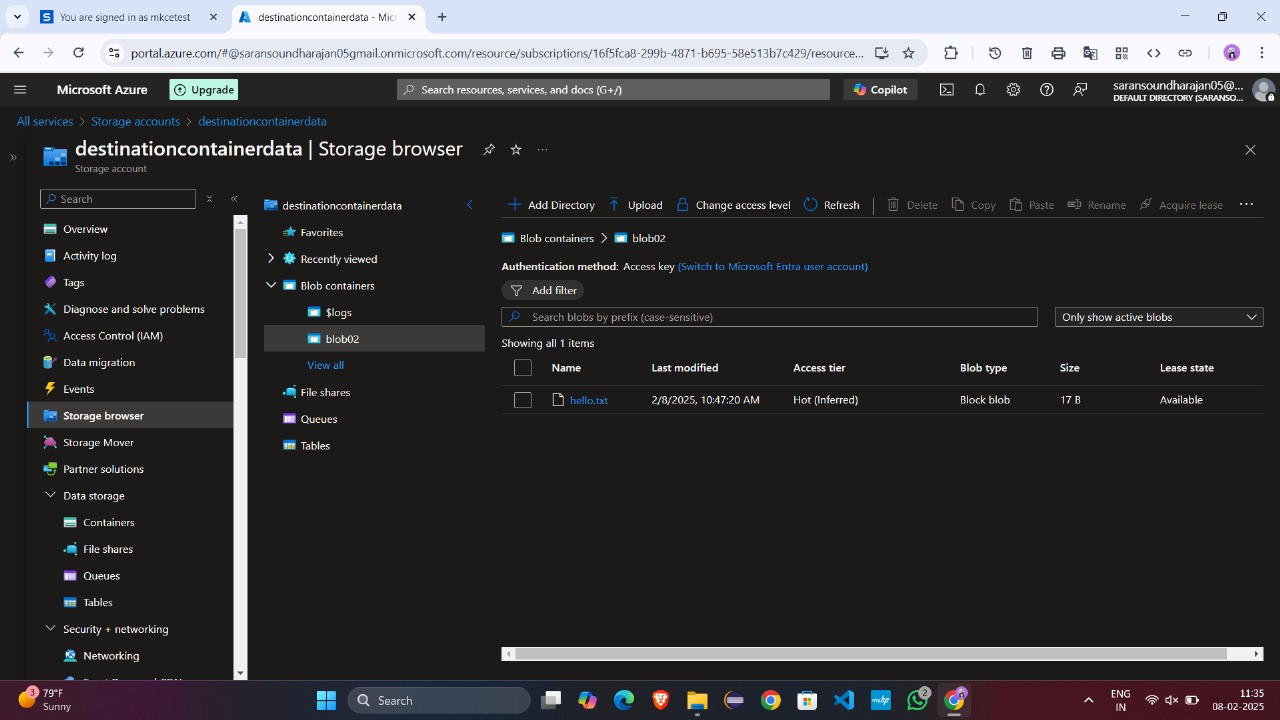 You are signed in as mkcetest
destinationcontainerdata - Mic
portal.azure.com/#@saransoundharajan05gmail.onmicrosoft.com/resource/subscriptions/16f5fca8-299b-4871-b695-58e513b7c429/resource...
Microsoft Azure
Upgrade
Search resources, services, and docs (G+/)
Copilot
saransoundharajan05@...
DEFAULT DIRECTORY (SARANSO...
All services > Storage accounts > destinationcontainerdata
destinationcontainerdata | Storage browser
Storage account
Search
Overview
Activity log
Tags
Diagnose and solve problems
Access Control (IAM)
Data migration
Events
Storage browser
Storage Mover
Partner solutions
Data storage
Containers
File shares
Queues
Tables
Security + networking
Networking
destinationcontainerdata
Favorites
Recently viewed
Blob containers
$logs
blob02
View all
File shares
Queues
Tables
Add Directory Upload Change access level Refresh Delete Copy Paste Rename Acquire lease
Blob containers > blob02
Authentication method: Access key (Switch to Microsoft Entra user account)
Add filter
Search blobs by prefix (case-sensitive)
Only show active blobs
Showing all 1 items
Name Last modified Access tier Blob type Size Lease state
hello.txt 2/8/2025, 10:47:20 AM Hot (Inferred) Block blob 17 B Available
3
79°F
Sunny
Search
2
ENG
IN
11:35
08-02-2025